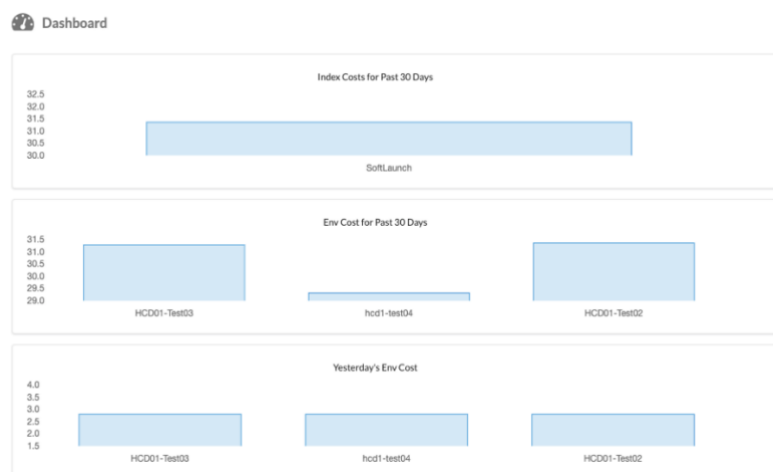 Dashboard
Index Costs for Past 30 Days
32.5
32.0
31.5
31.0
30.5
30.0
SoftLaunch
Env Cost for Past 30 Days
31.5
31.0
30.5
30.0
29.5
29.0
HCD01-Test03 hcd1-test04 HCD01-Test02
Yesterday's Env Cost
4.0
3.5
3.0
2.5
2.0
1.5
HCD01-Test03 hcd1-test04 HCD01-Test02